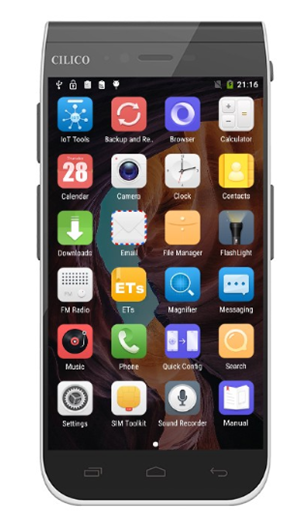 CILICO
21:16
IoT Tools
Backup and Re..
Browser
Calculator
28
Calendar
Camera
Clock
Contacts
Downloads
Email
File Manager
FlashLight
ETs
FM Radio
ETs
Magnifier
Messaging
Music
Phone
Quick Config
Search
Settings
SIM Toolkit
Sound Recorder
Manual